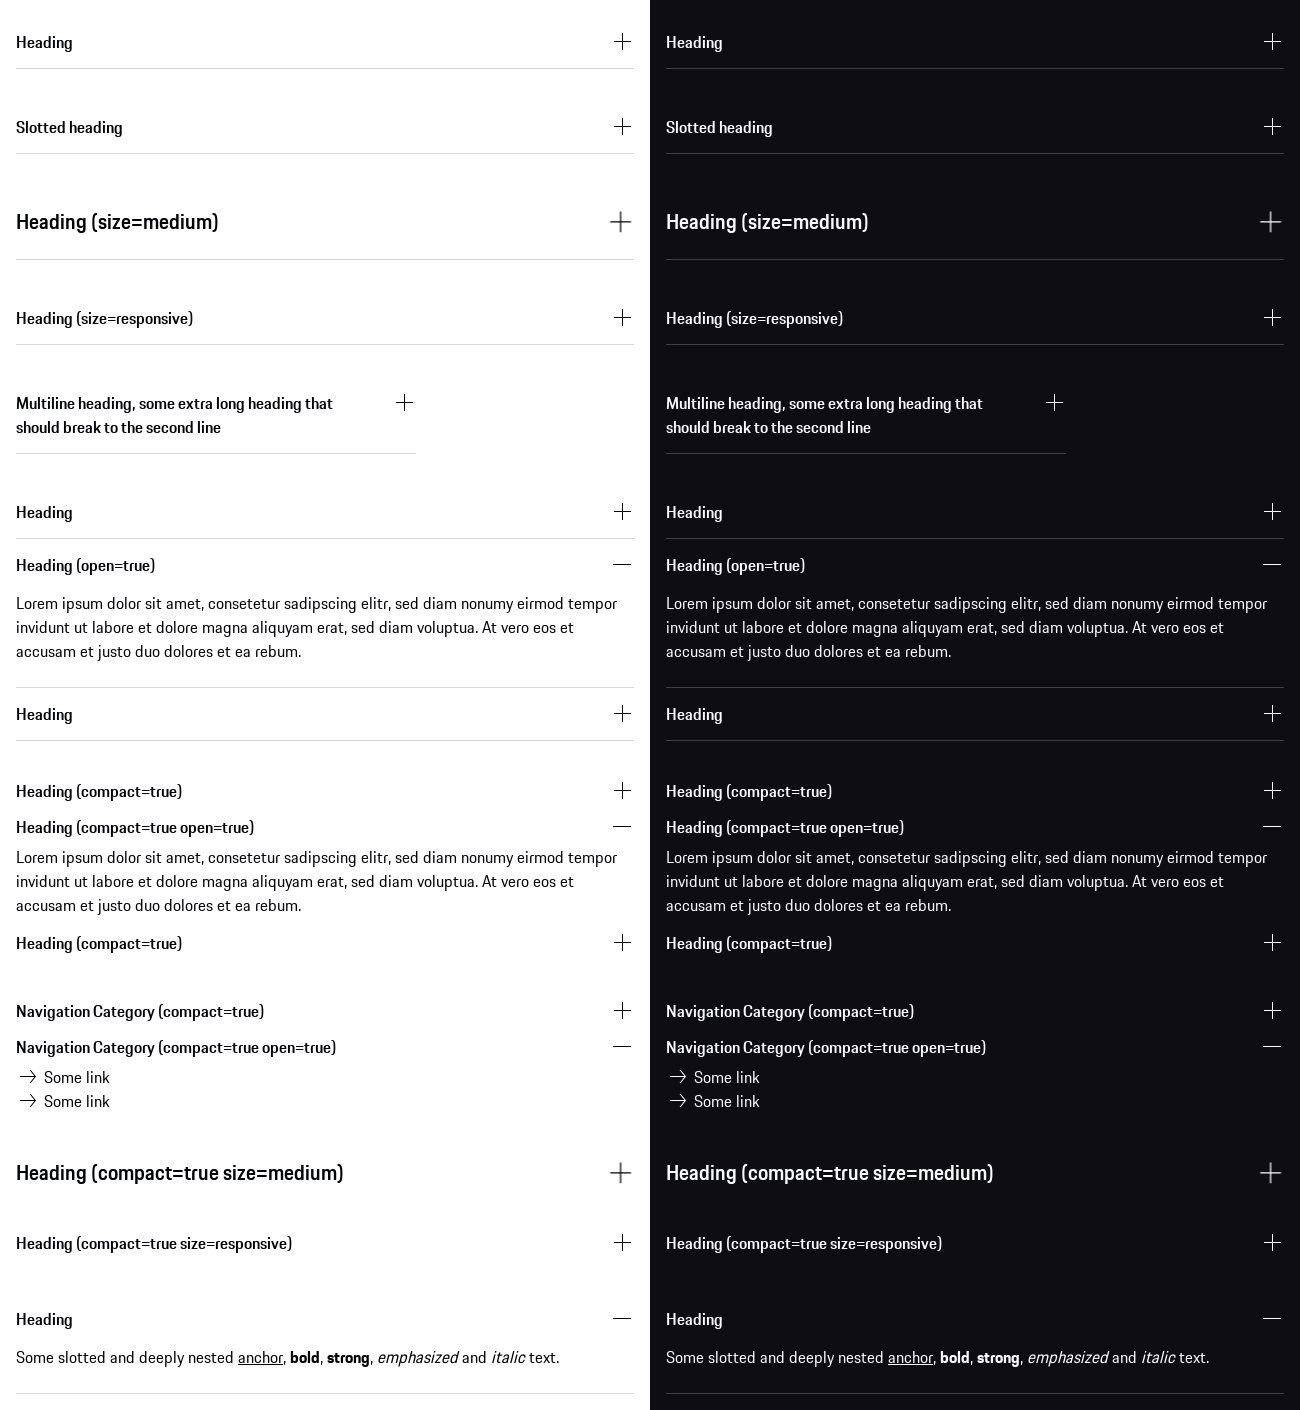 Heading
Slotted heading
Heading (size=medium)
Heading (size=responsive)
Multiline heading, some extra long heading that
should break to the second line
Heading
Heading (open=true)
Lorem ipsum dolor sit amet, consetetur sadipscing elitr, sed diam nonumy eirmod tempor
invidunt ut labore et dolore magna aliquyam erat, sed diam voluptua. At vero eos et
accusam et justo duo dolores et ea rebum.
Heading
Heading (compact=true)
Heading (compact=true open=true)
Lorem ipsum dolor sit amet, consetetur sadipscing elitr, sed diam nonumy eirmod tempor
invidunt ut labore et dolore magna aliquyam erat, sed diam voluptua. At vero eos et
accusam et justo duo dolores et ea rebum.
Heading (compact=true)
Navigation Category (compact=true)
Navigation Category (compact=true open=true)
Some link
Some link
Heading (compact=true size=medium)
Heading (compact=true size=responsive)
Heading
Some slotted and deeply nested anchor, bold, strong, emphasized and italic text.
Heading
Slotted heading
Heading (size=medium)
Heading (size=responsive)
Multiline heading, some extra long heading that
should break to the second line
Heading
Heading (open=true)
Lorem ipsum dolor sit amet, consetetur sadipscing elitr, sed diam nonumy eirmod tempor
invidunt ut labore et dolore magna aliquyam erat, sed diam voluptua. At vero eos et
accusam et justo duo dolores et ea rebum.
Heading
Heading (compact=true)
Heading (compact=true open=true)
Lorem ipsum dolor sit amet, consetetur sadipscing elitr, sed diam nonumy eirmod tempor
invidunt ut labore et dolore magna aliquyam erat, sed diam voluptua. At vero eos et
accusam et justo duo dolores et ea rebum.
Heading (compact=true)
Navigation Category (compact=true)
Navigation Category (compact=true open=true)
Some link
Some link
Heading (compact=true size=medium)
Heading (compact=true size=responsive)
Heading
Some slotted and deeply nested anchor, bold, strong, emphasized and italic text.